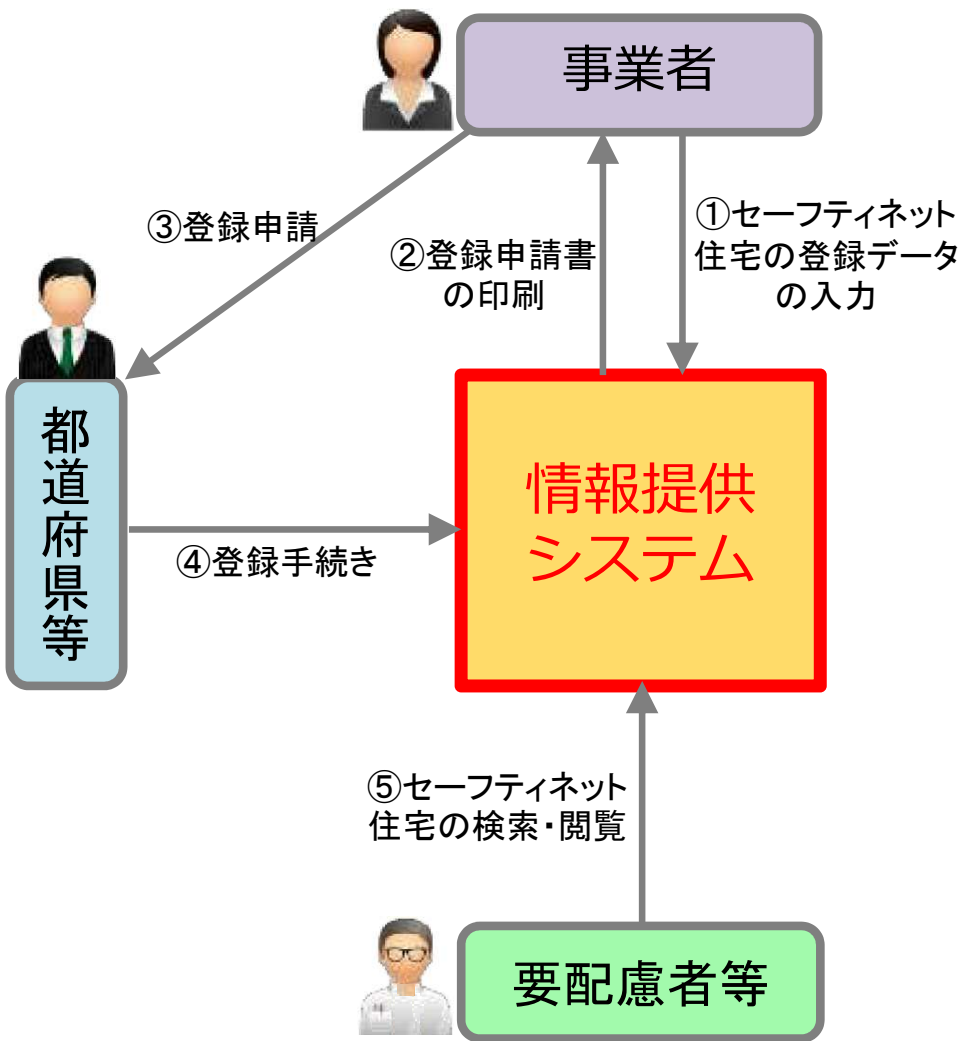 事業者
③登録申請
②登録申請書
の印刷
①セーフティネット
住宅の登録データ
の入力
都道府県等
情報提供
システム
④登録手続き
⑤セーフティネット
住宅の検索・閲覧
要配慮者等